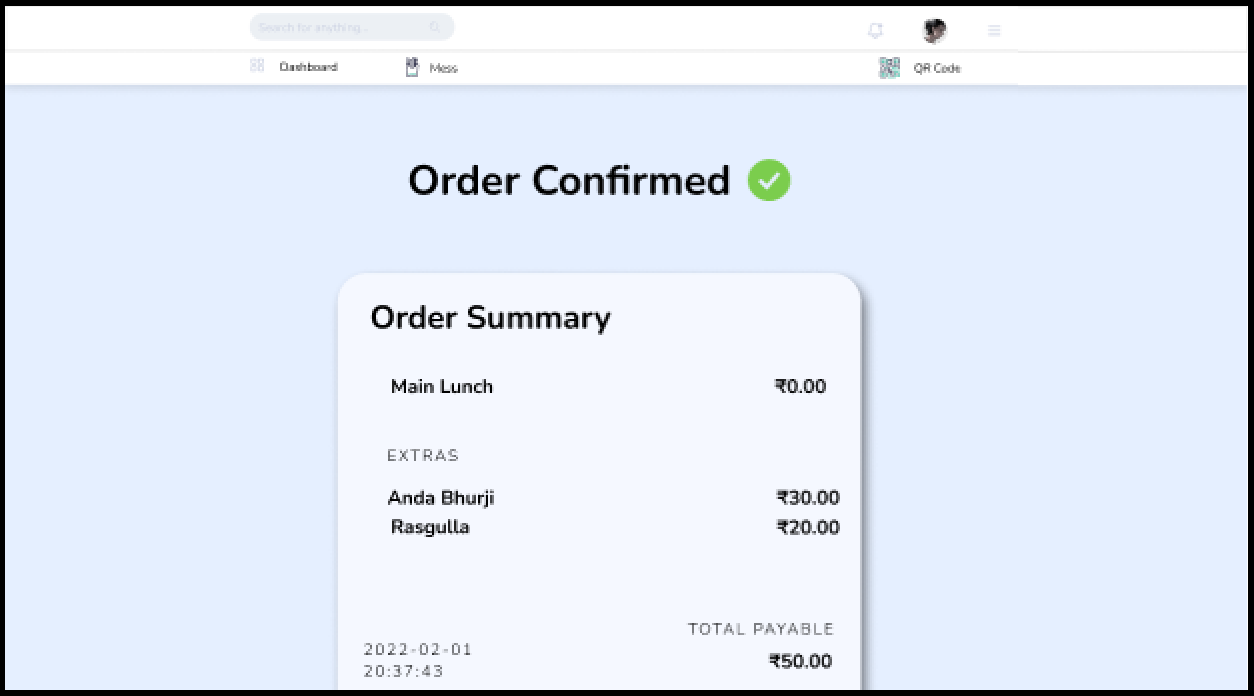 Search for anything...
Dashboard
Mess
QR Code
Order Confirmed
Order Summary
Main Lunch ₹0.00
EXTRAS
Anda Bhurji ₹30.00
Rasgulla ₹20.00
TOTAL PAYABLE
2022-02-01
₹50.00
20:37:43